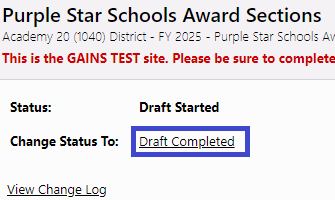 Purple Star Schools Award Sections
Academy 20 (1040) District - FY 2025 - Purple Star Schools
This is the GAINS TEST site. Please be sure to complete
Status: Draft Started
Change Status To: Draft Completed
View Change Log